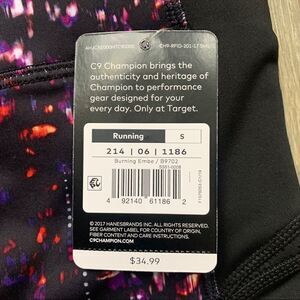 C9 Champion brings the
authenticity and heritage of
Champion to performance
gear designed for your
every day. Only at Target.
Running
S
214 | 06 | 1186
Burning Embe / B9702
4 92140 61186 2
© 2017 HANESBRANDS INC. ALL RIGHTS RESERVED.
SEE GARMENT LABEL FOR COUNTRY OF ORIGIN,
FIBER CONTENT AND CARE INSTRUCTIONS.
C9CHAMPION.COM
$34.99